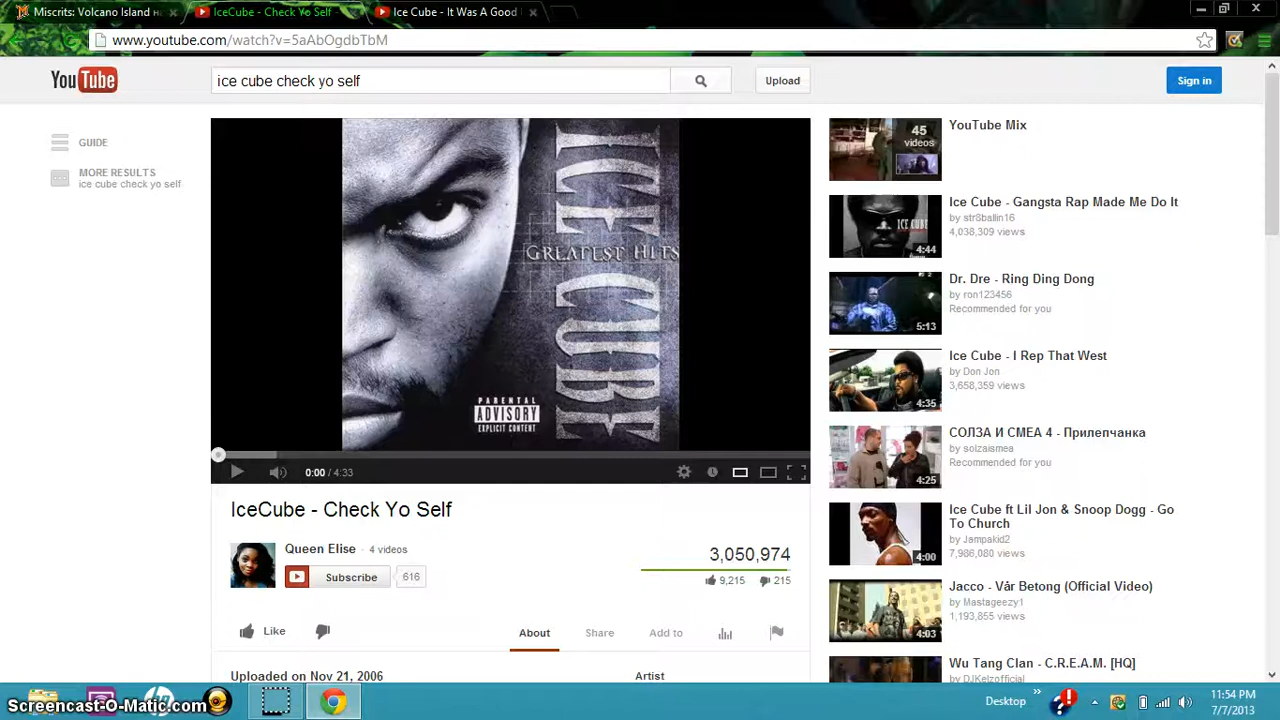 Miscrits: Volcano Island
IceCube - Check Yo Self
Ice Cube - It Was A Good
www.youtube.com/watch?v=5aAbOgdbTbM
YouTube
ice cube check yo self
Upload
Sign in
GUIDE
MORE RESULTS
ice cube check yo self
ICE CUBE
GREATEST HITS
PARENTAL
ADVISORY
EXPLICIT CONTENT
0:00 / 4:33
IceCube - Check Yo Self
Queen Elise · 4 videos
Subscribe 616
3,050,974
9,215 215
Like
About
Share
Add to
Uploaded on Nov 21, 2006
Artist
45
videos
YouTube Mix
ICE CUBE
4:44
Ice Cube - Gangsta Rap Made Me Do It
by str8ballin16
4,038,309 views
5:13
Dr. Dre - Ring Ding Dong
by ron123456
Recommended for you
4:35
Ice Cube - I Rep That West
by Don Jon
3,658,359 views
4:25
СОЛЗА И СМЕА 4 - Прилепчанка
by solzaismea
Recommended for you
4:00
Ice Cube ft Lil Jon & Snoop Dogg - Go
To Church
by Jampakid2
7,986,080 views
4:03
Jacco - Vår Betong (Official Video)
by Mastageezy1
1,193,855 views
Wu Tang Clan - C.R.E.A.M. [HQ]
by DJKelzofficial
Screencast-O-Matic.com
Desktop
11:54 PM
7/7/2013